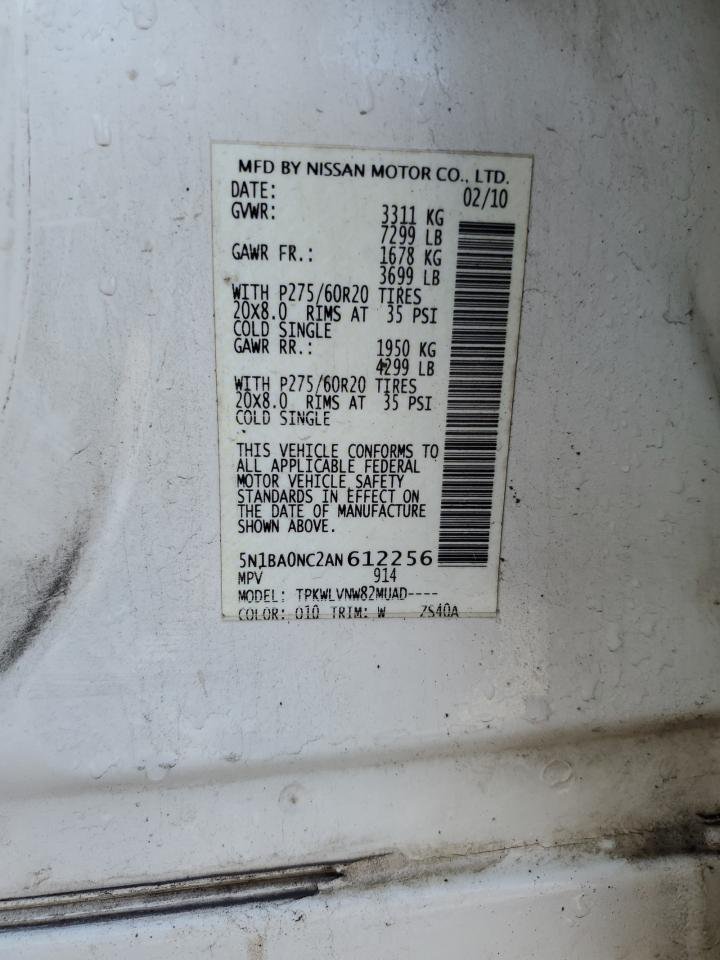 MFD BY NISSAN MOTOR CO., LTD.
DATE: 02/10
GVWR: 3311 KG
7299 LB
GAWR FR.: 1678 KG
3699 LB
WITH P275/60R20 TIRES
20X8.0 RIMS AT 35 PSI
COLD SINGLE
GAWR RR.: 1950 KG
4299 LB
WITH P275/60R20 TIRES
20X8.0 RIMS AT 35 PSI
COLD SINGLE
THIS VEHICLE CONFORMS TO
ALL APPLICABLE FEDERAL
MOTOR VEHICLE SAFETY
STANDARDS IN EFFECT ON
THE DATE OF MANUFACTURE
SHOWN ABOVE.
5N1BA0NC2AN612256
MPV 914
MODEL: TPKWLVNW82MUAD----
COLOR: 010 TRIM: W ZS40A